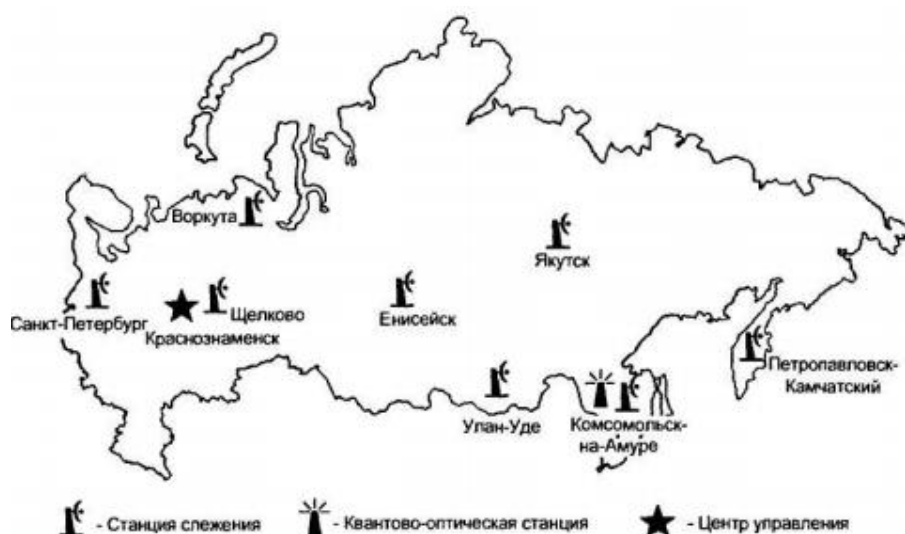 Воркута
Якутск
Санкт-Петербург
Щелково
Краснознаменск
Енисейск
Петропавловск-
Камчатский
Улан-Уде
Комсомольск-
на-Амуре
- Станция слежения
- Квантово-оптическая станция
- Центр управления